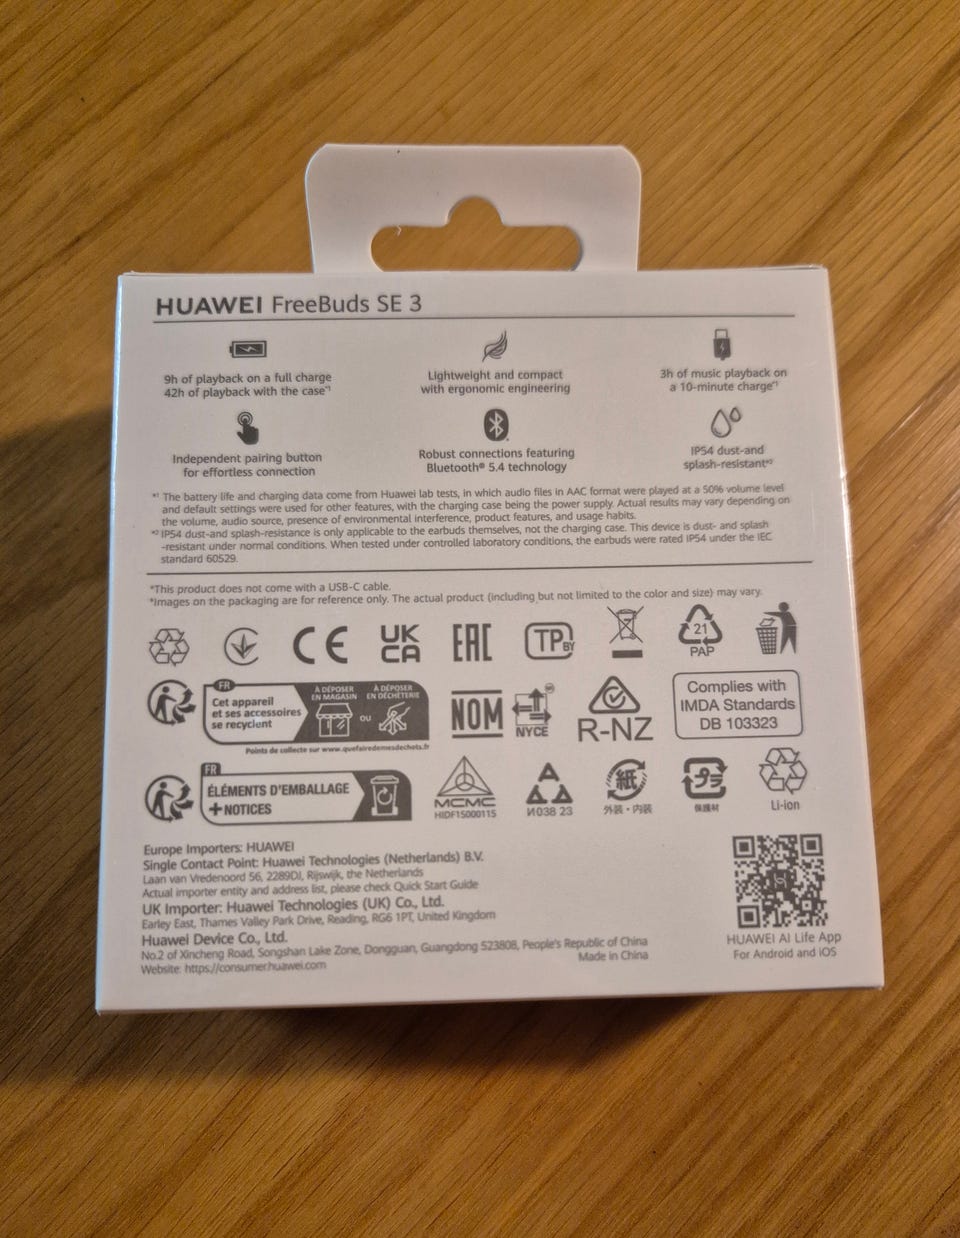 HUAWEI FreeBuds SE 3
9h of playback on a full charge
42h of playback with the case*¹
Lightweight and compact
with ergonomic engineering
3h of music playback on
a 10-minute charge*¹
Independent pairing button
for effortless connection
Robust connections featuring
Bluetooth® 5.4 technology
IP54 dust-and
splash-resistant*²
*¹ The battery life and charging data come from Huawei lab tests, in which audio files in AAC format were played at a 50% volume level
and default settings were used for other features, with the charging case being the power supply. Actual results may vary depending on
the volume, audio source, presence of environmental interference, product features, and usage habits.
*² IP54 dust-and splash-resistance is only applicable to the earbuds themselves, not the charging case. This device is dust- and splash
-resistant under normal conditions. When tested under controlled laboratory conditions, the earbuds were rated IP54 under the IEC
standard 60529.
*This product does not come with a USB-C cable.
*Images on the packaging are for reference only. The actual product (including but not limited to the color and size) may vary.
CE
UK
CA
EAC
TP BY
21
PAP
FR
Cet appareil
et ses accessoires
se recyclent
À DÉPOSER
EN MAGASIN
OU
À DÉPOSER
EN DÉCHÈTERIE
Points de collecte sur www.quefairedemesdechets.fr
NOM
NYCE
R-NZ
Complies with
IMDA Standards
DB 103323
FR
ÉLÉMENTS D'EMBALLAGE
+NOTICES
MCMC
HIDF15000115
И038 23
紙
外装・内装
プラ
保護材
Li-ion
Europe Importers: HUAWEI
Single Contact Point: Huawei Technologies (Netherlands) B.V.
Laan van Vredenoord 56, 2289DJ, Rijswijk, the Netherlands
Actual importer entity and address list, please check Quick Start Guide
UK Importer: Huawei Technologies (UK) Co., Ltd.
Earley East, Thames Valley Park Drive, Reading, RG6 1PT, United Kingdom
Huawei Device Co., Ltd.
No.2 of Xincheng Road, Songshan Lake Zone, Dongguan, Guangdong 523808, People's Republic of China
Made in China
Website: https://consumer.huawei.com
HUAWEI AI Life App
For Android and iOS